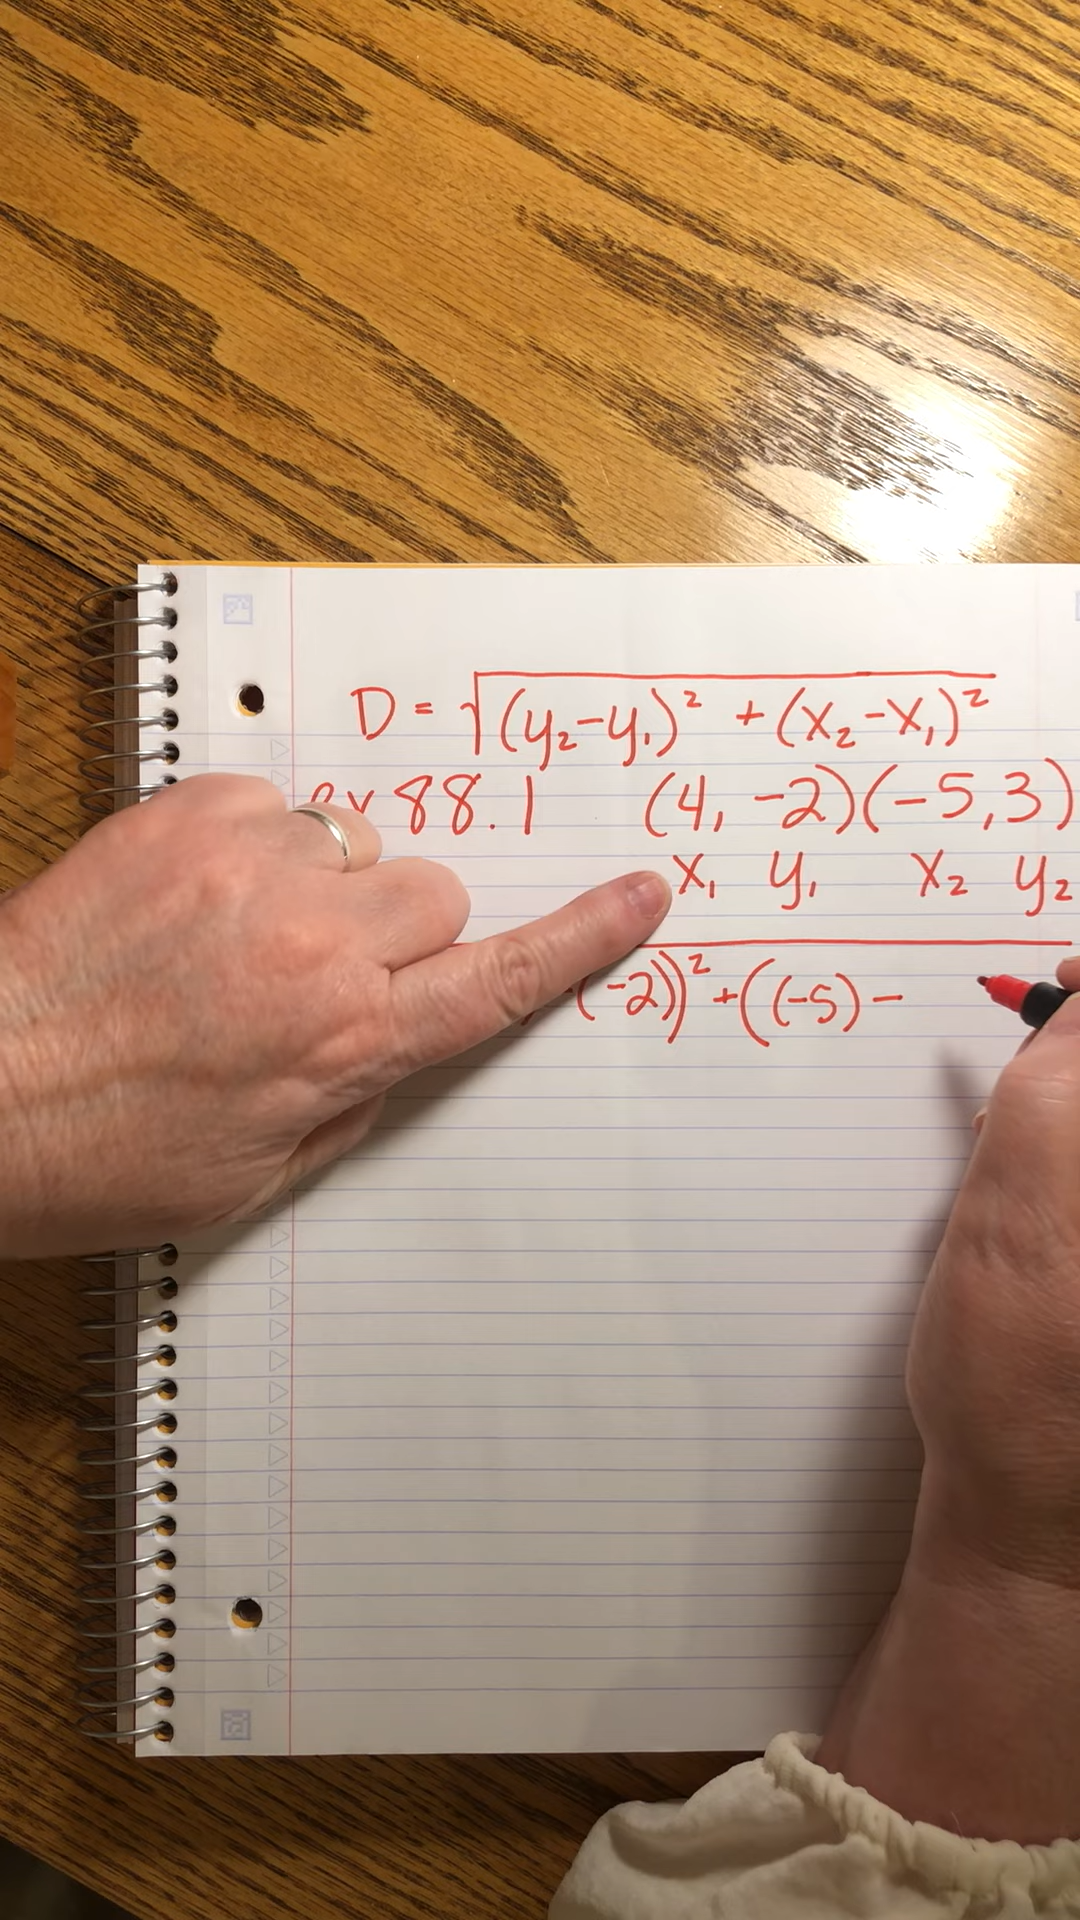 D = √(y₂-y₁)² + (x₂-x₁)²
ex 88.1 (4, -2)(-5,3)
x₁ y₁ x₂ y₂
-(-2))² + ((-5) -